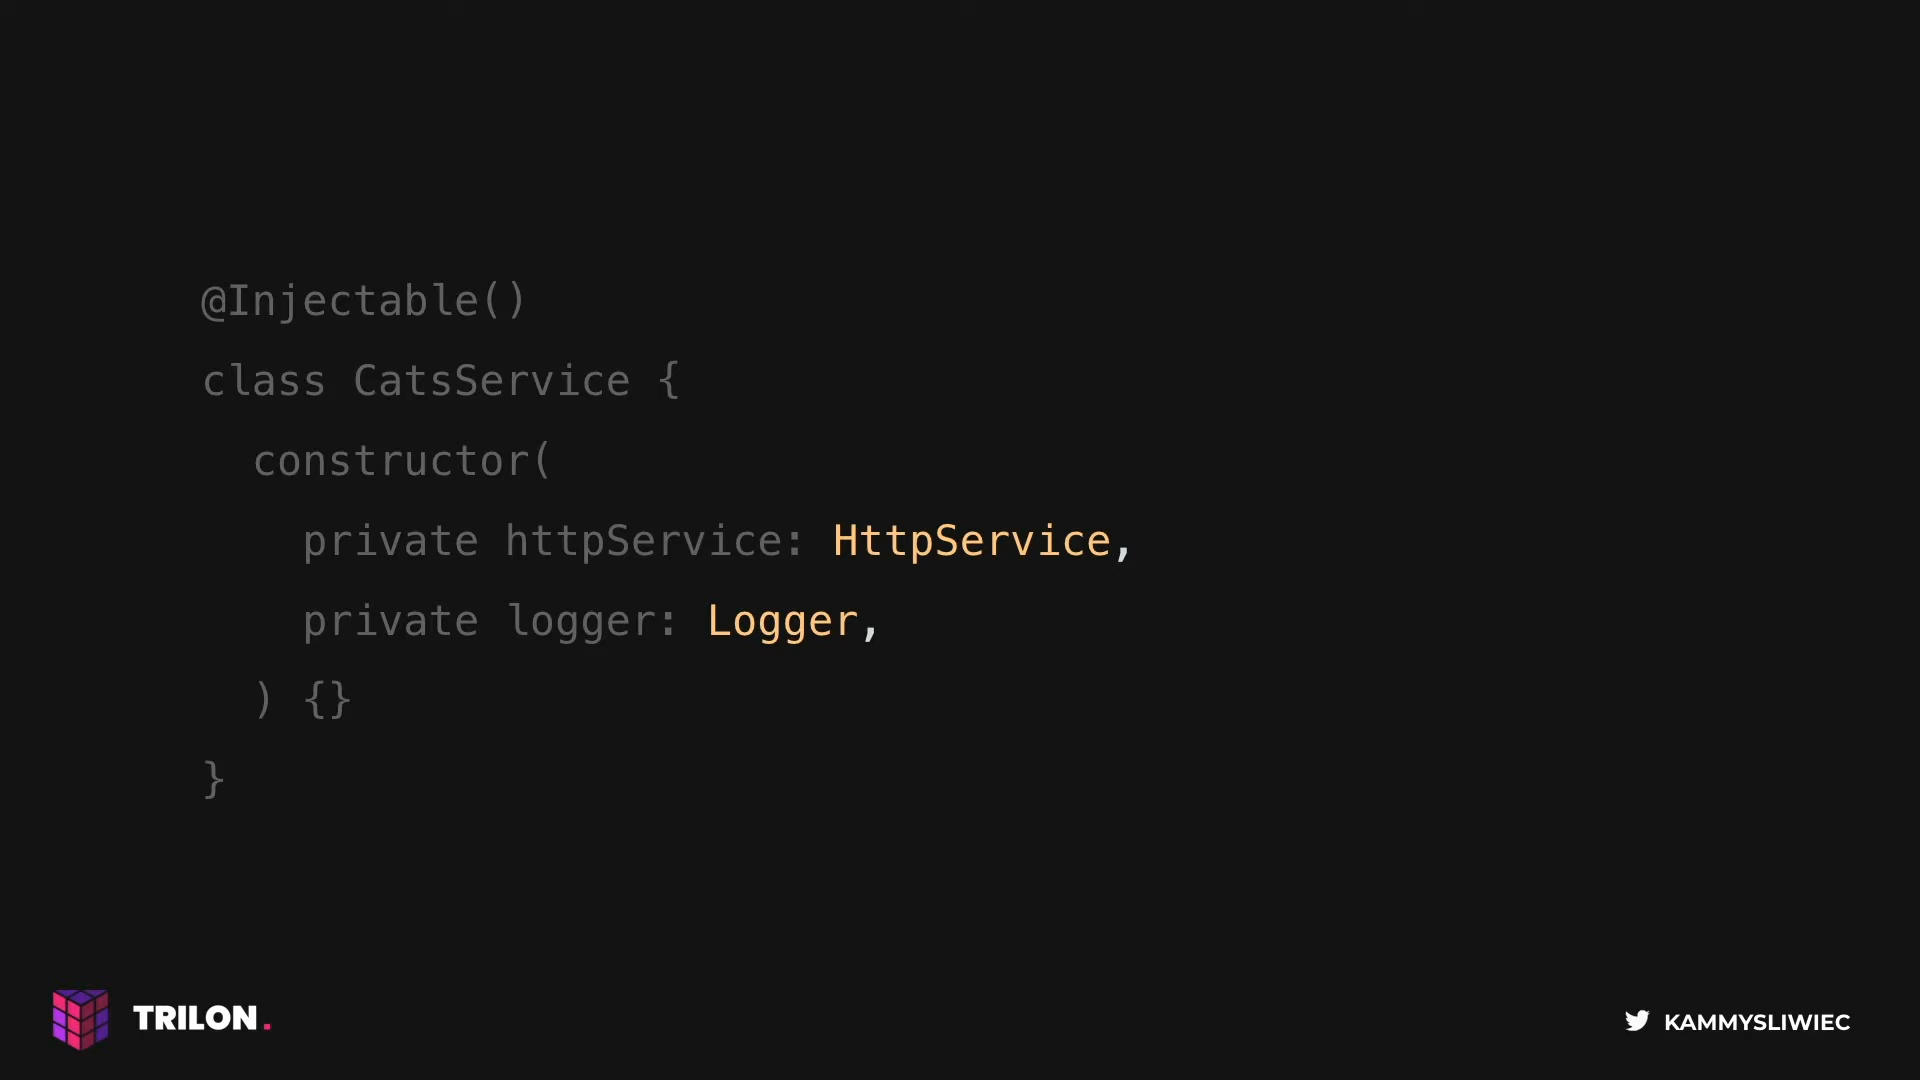 @Injectable()
class CatsService {
  constructor(
    private httpService: HttpService,
    private logger: Logger,
  ) {}
}
TRILON.
KAMMYSLIWIEC